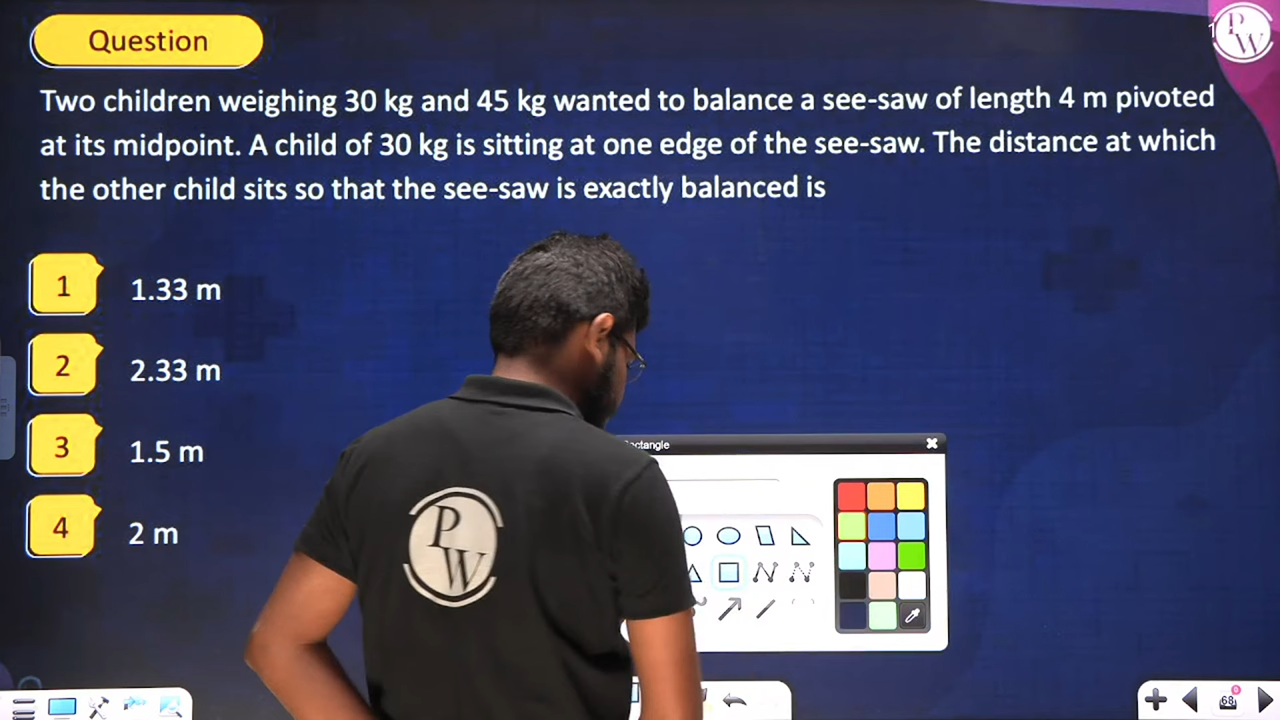 Question
Two children weighing 30 kg and 45 kg wanted to balance a see-saw of length 4 m pivoted
at its midpoint. A child of 30 kg is sitting at one edge of the see-saw. The distance at which
the other child sits so that the see-saw is exactly balanced is
1 1.33 m
2 2.33 m
3 1.5 m
4 2 m
PW
PW
68